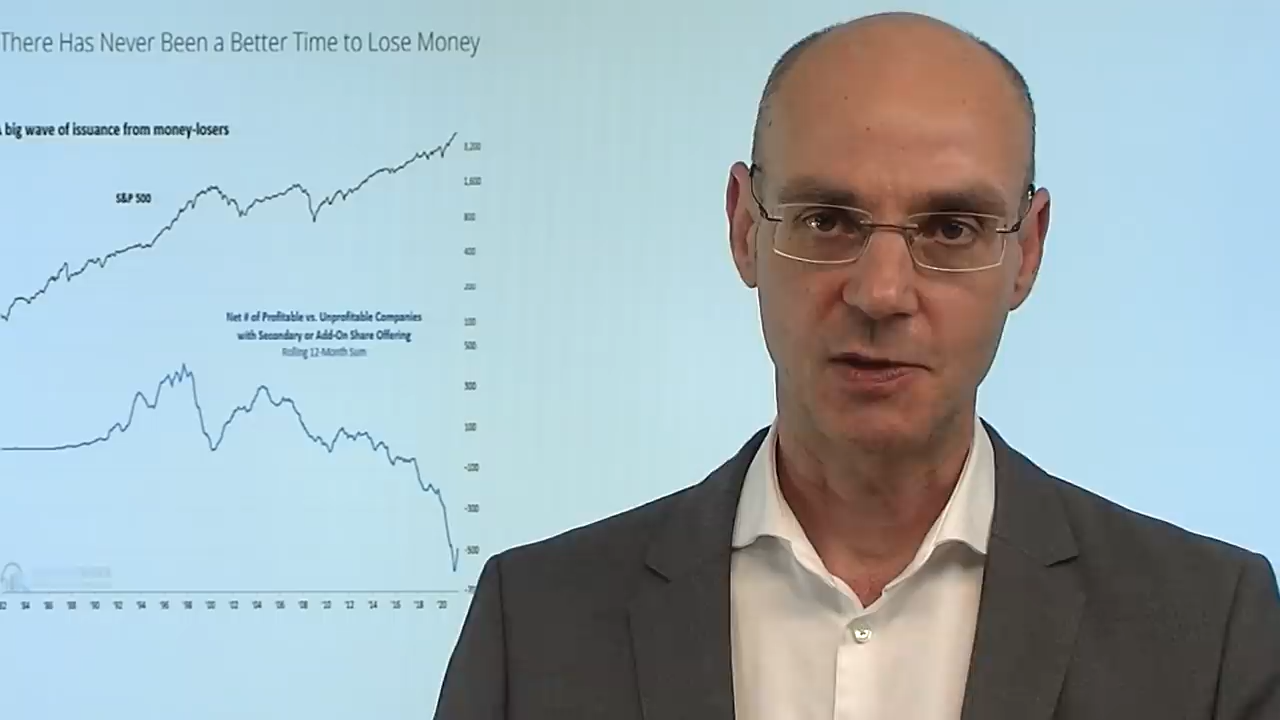 There Has Never Been a Better Time to Lose Money
A big wave of issuance from money-losers
S&P 500
3,200
1,600
800
400
200
100
Net # of Profitable vs. Unprofitable Companies
with Secondary or Add-On Share Offering
Rolling 12-Month Sum
500
300
100
-100
-300
-500
'84 '86 '88 '90 '92 '94 '96 '98 '00 '02 '04 '06 '08 '10 '12 '14 '16 '18 '20